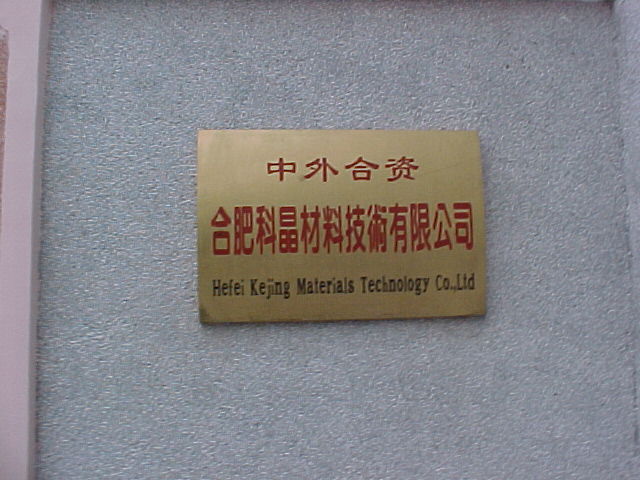 中外合资
合肥科晶材料技術有限公司
Hefei Kejing Materials Technology Co.,Ltd